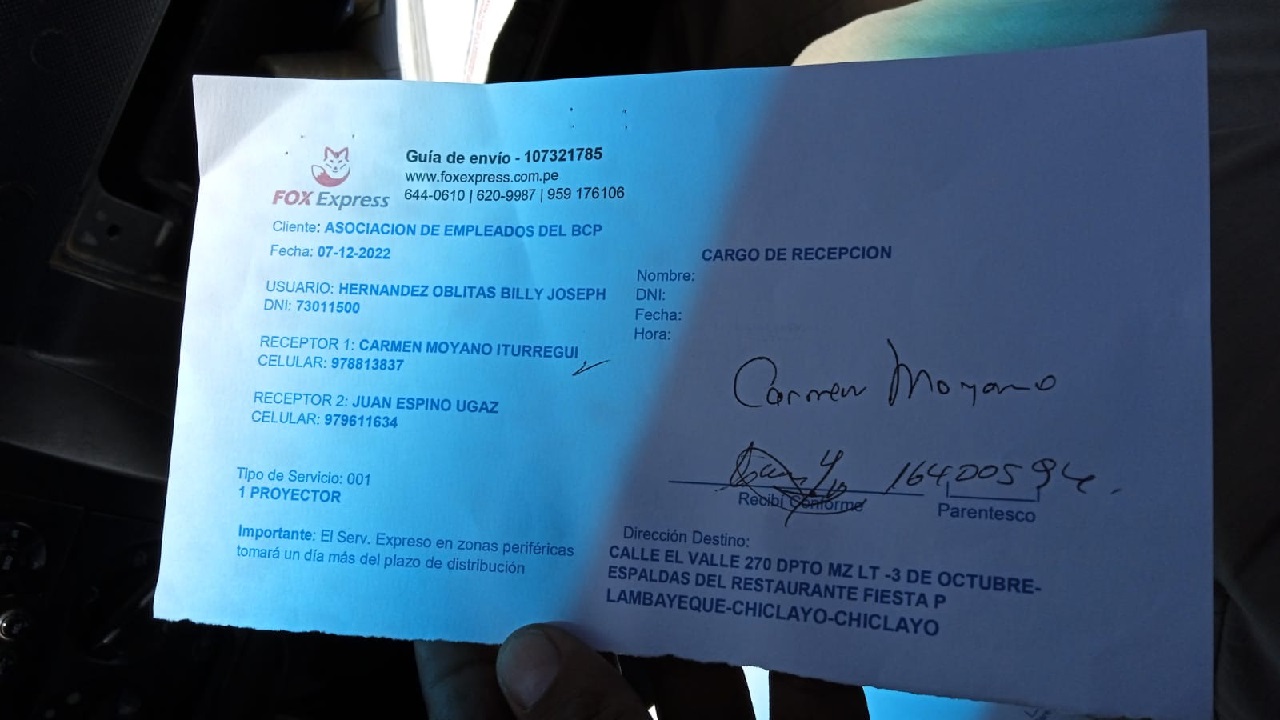 FOX Express
Guía de envío - 107321785
www.foxexpress.com.pe
644-0610 | 620-9987 | 959 176106
Cliente: ASOCIACION DE EMPLEADOS DEL BCP
Fecha: 07-12-2022
USUARIO: HERNANDEZ OBLITAS BILLY JOSEPH
DNI: 73011500
RECEPTOR 1: CARMEN MOYANO ITURREGUI
CELULAR: 978813837
RECEPTOR 2: JUAN ESPINO UGAZ
CELULAR: 979611634
Tipo de Servicio: 001
1 PROYECTOR
Importante: El Serv. Expreso en zonas periféricas
tomará un día más del plazo de distribución
CARGO DE RECEPCION
Nombre:
DNI:
Fecha:
Hora:
Carmen Moyano
16400594
Recibí Conforme
Parentesco
Dirección Destino:
CALLE EL VALLE 270 DPTO MZ LT -3 DE OCTUBRE-
ESPALDAS DEL RESTAURANTE FIESTA P
LAMBAYEQUE-CHICLAYO-CHICLAYO